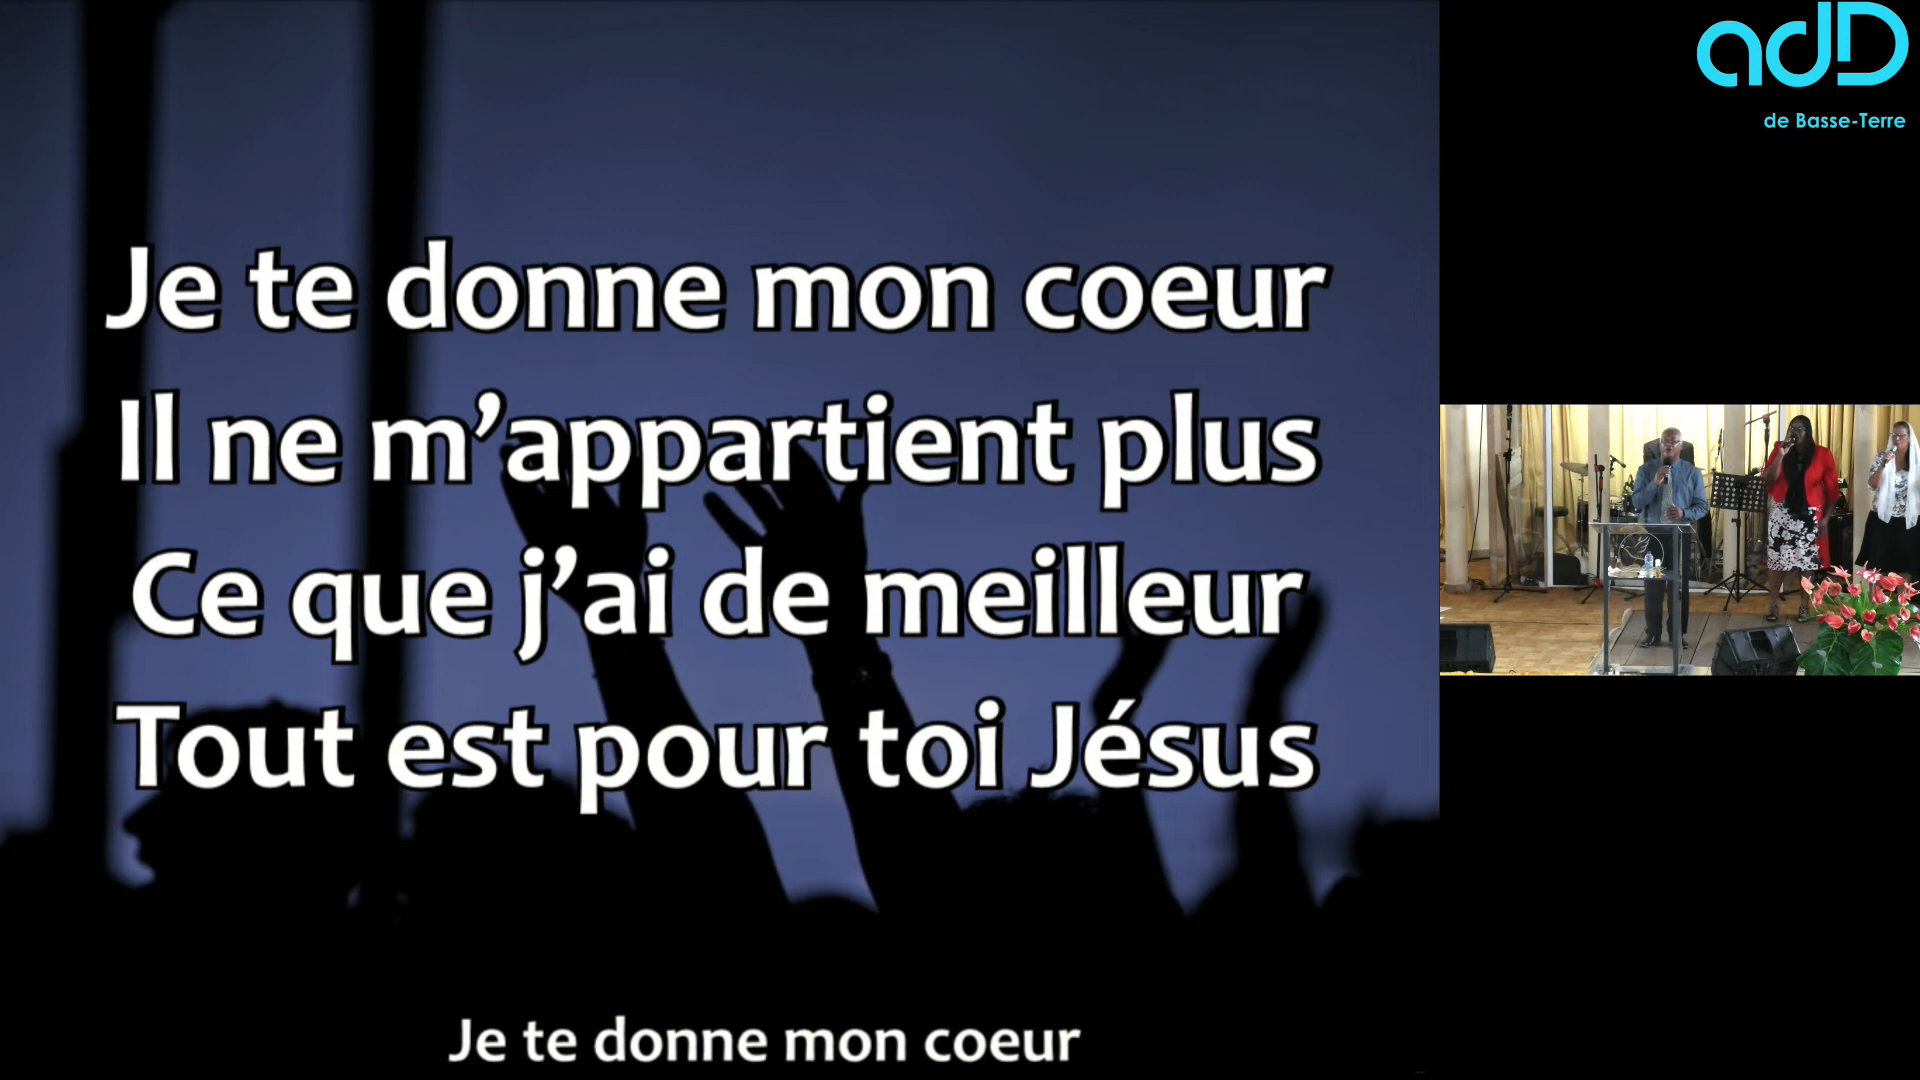 adD
de Basse-Terre
Je te donne mon coeur
Il ne m’appartient plus
Ce que j’ai de meilleur
Tout est pour toi Jésus
Je te donne mon coeur